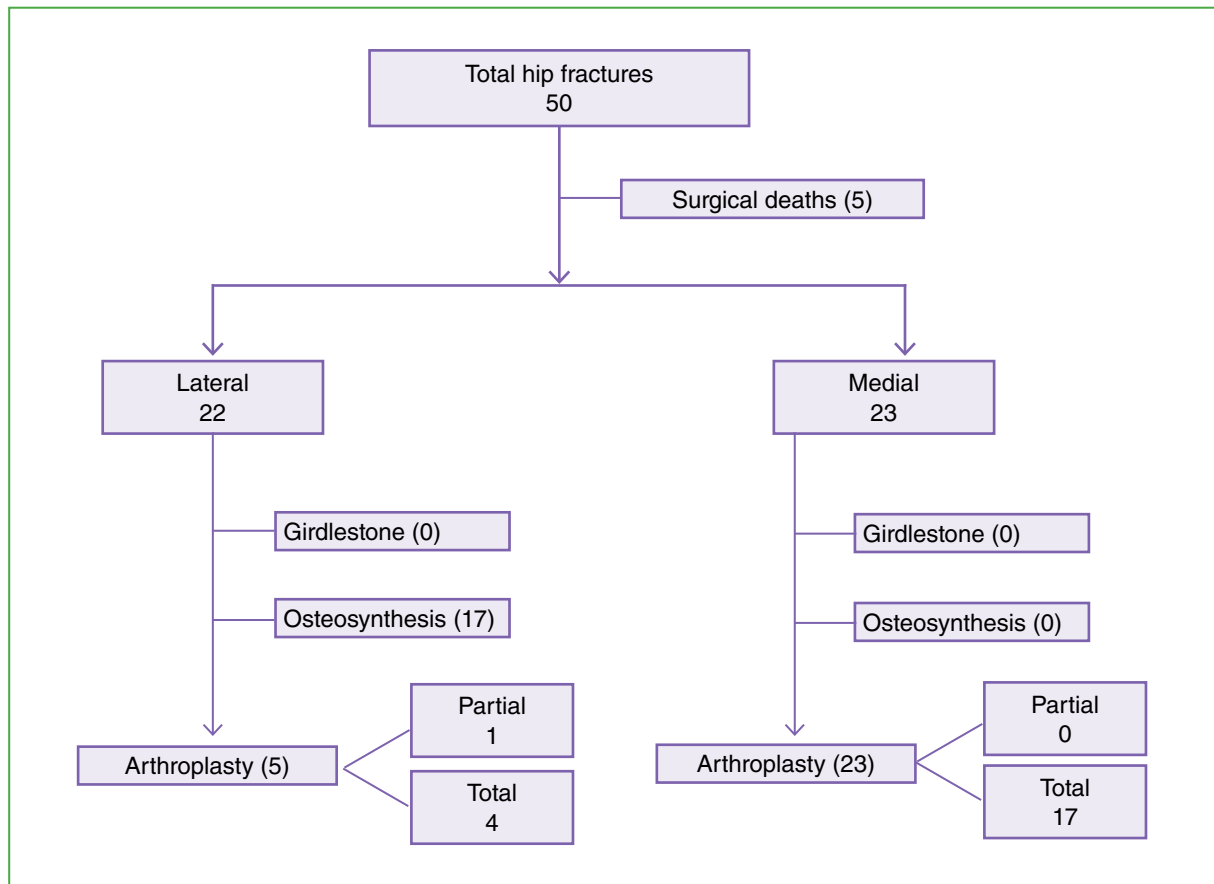 Total hip fractures
50
Surgical deaths (5)
Lateral
22
Medial
23
Girdlestone (0)
Girdlestone (0)
Osteosynthesis (17)
Osteosynthesis (0)
Partial
1
Partial
0
Arthroplasty (5)
Arthroplasty (23)
Total
4
Total
17